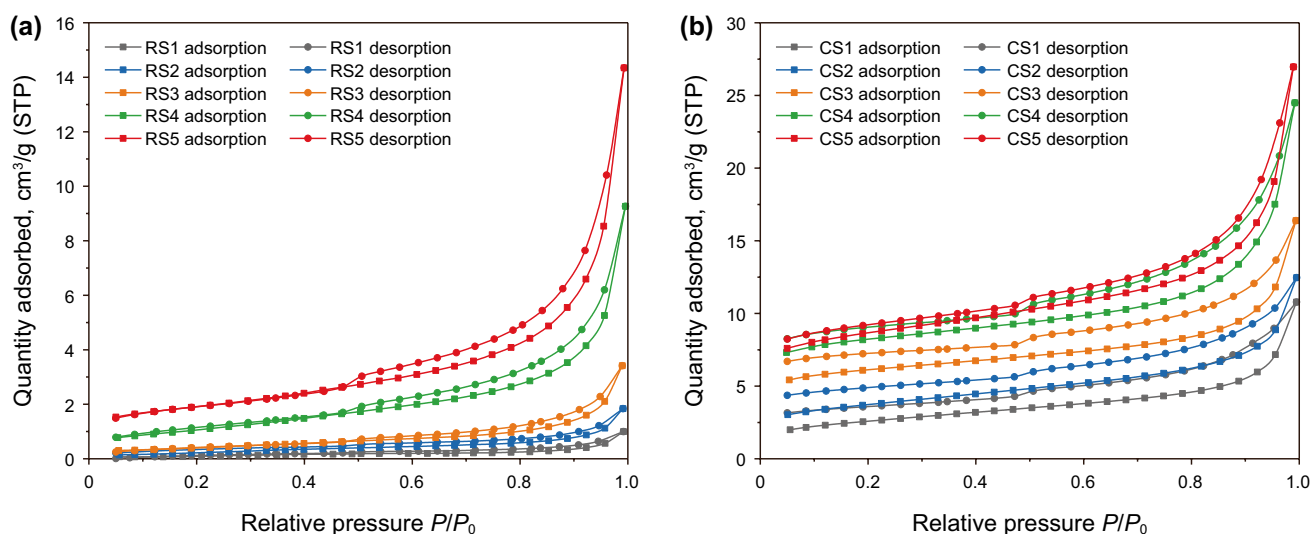 (a)
Quantity adsorbed, cm³/g (STP)
16
14
12
10
8
6
4
2
0
RS1 adsorption RS1 desorption
RS2 adsorption RS2 desorption
RS3 adsorption RS3 desorption
RS4 adsorption RS4 desorption
RS5 adsorption RS5 desorption
0 0.2 0.4 0.6 0.8 1.0
Relative pressure P/P₀
(b)
Quantity adsorbed, cm³/g (STP)
30
25
20
15
10
5
0
CS1 adsorption CS1 desorption
CS2 adsorption CS2 desorption
CS3 adsorption CS3 desorption
CS4 adsorption CS4 desorption
CS5 adsorption CS5 desorption
0 0.2 0.4 0.6 0.8 1.0
Relative pressure P/P₀